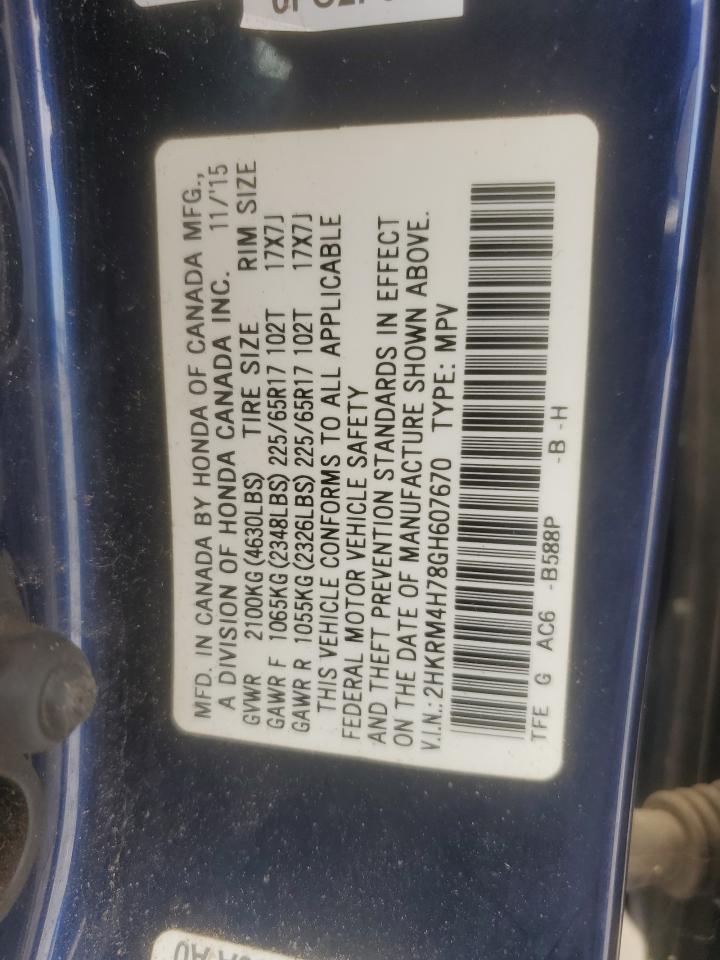 MFD. IN CANADA BY HONDA OF CANADA MFG.,
A DIVISION OF HONDA CANADA INC. 11/'15
GVWR 2100KG(4630LBS) TIRE SIZE RIM SIZE
GAWR F 1065KG(2348LBS) 225/65R17 102T 17X7J
GAWR R 1055KG(2326LBS) 225/65R17 102T 17X7J
THIS VEHICLE CONFORMS TO ALL APPLICABLE
FEDERAL MOTOR VEHICLE SAFETY
AND THEFT PREVENTION STANDARDS IN EFFECT
ON THE DATE OF MANUFACTURE SHOWN ABOVE.
V.I.N.: 2HKRM4H78GH607670 TYPE: MPV
TFE G AC6 -B588P -B -H